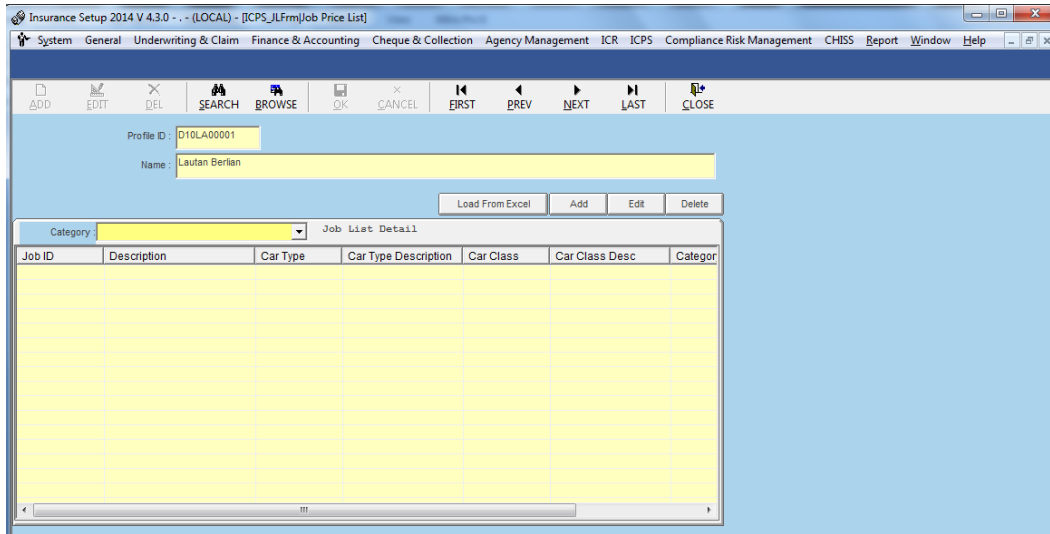 Insurance Setup 2014 V 4.3.0 - . - (LOCAL) - [ICPS_JLFrm|Job Price List]
System General Underwriting & Claim Finance & Accounting Cheque & Collection Agency Management ICR ICPS Compliance Risk Management CHISS Report Window Help
ADD EDIT DEL SEARCH BROWSE OK CANCEL FIRST PREV NEXT LAST CLOSE
Profile ID : D10LA00001
Name : Lautan Berlian
Load From Excel Add Edit Delete
Category : Job List Detail
Job ID Description Car Type Car Type Description Car Class Car Class Desc Categor